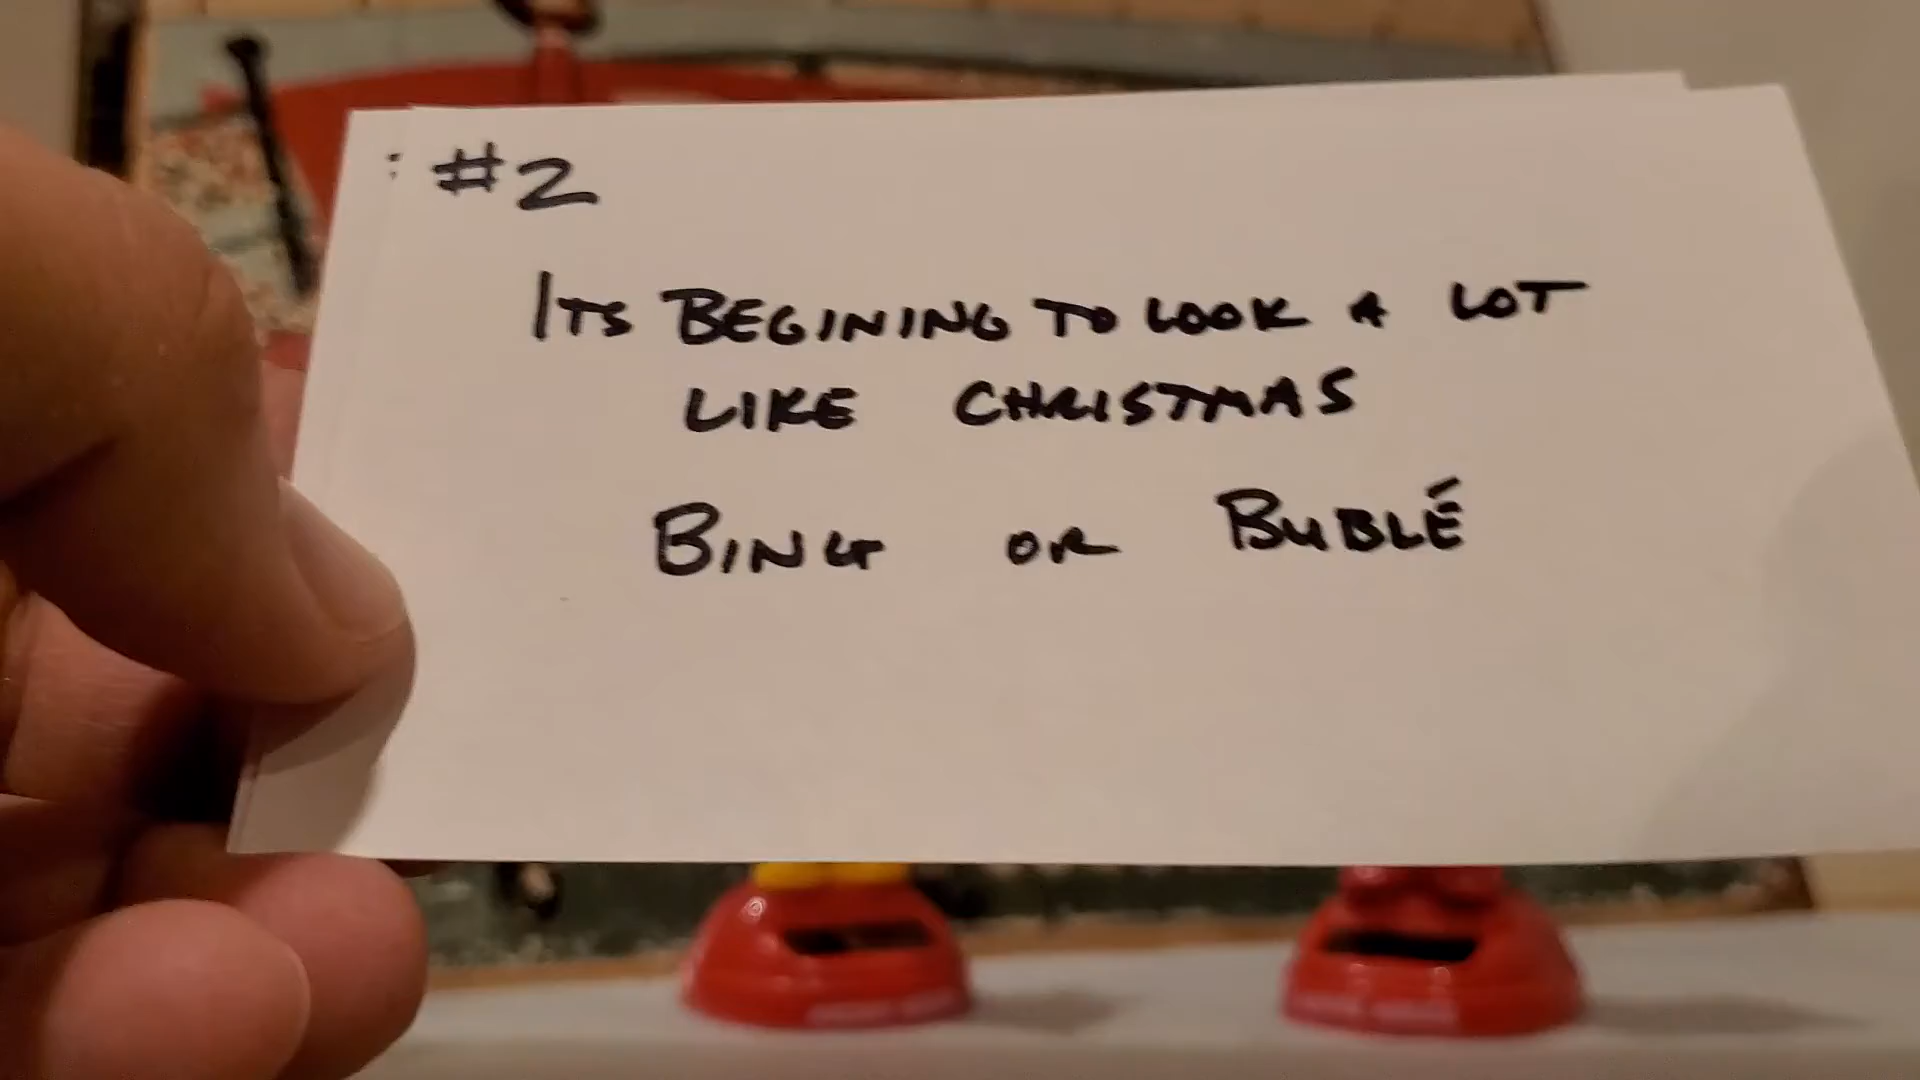 #2
ITS BEGINING TO LOOK A LOT
LIKE CHRISTMAS
BING OR BUBLÉ